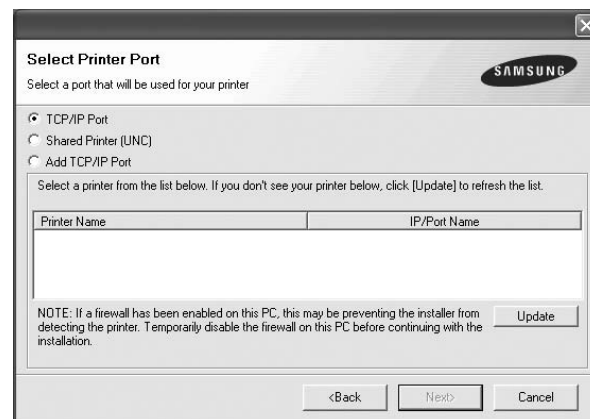 Select Printer Port
Select a port that will be used for your printer
SAMSUNG
TCP/IP Port
Shared Printer (UNC)
Add TCP/IP Port
Select a printer from the list below. If you don't see your printer below, click [Update] to refresh the list.
Printer Name IP/Port Name
NOTE: If a firewall has been enabled on this PC, this may be preventing the installer from
detecting the printer. Temporarily disable the firewall on this PC before continuing with the
installation.
Update
<Back Next> Cancel